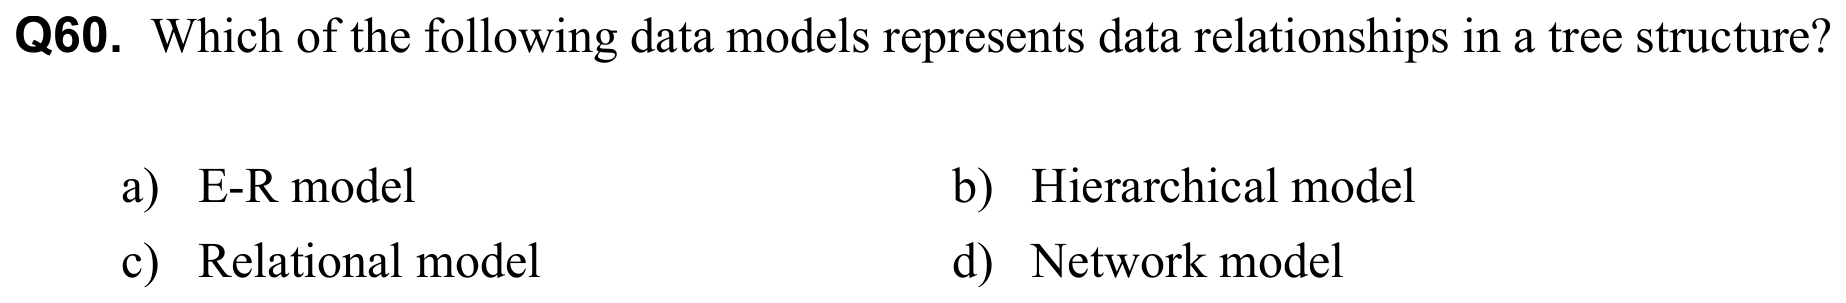 Q60. Which of the following data models represents data relationships in a tree structure?
a) E-R model b) Hierarchical model
c) Relational model d) Network model